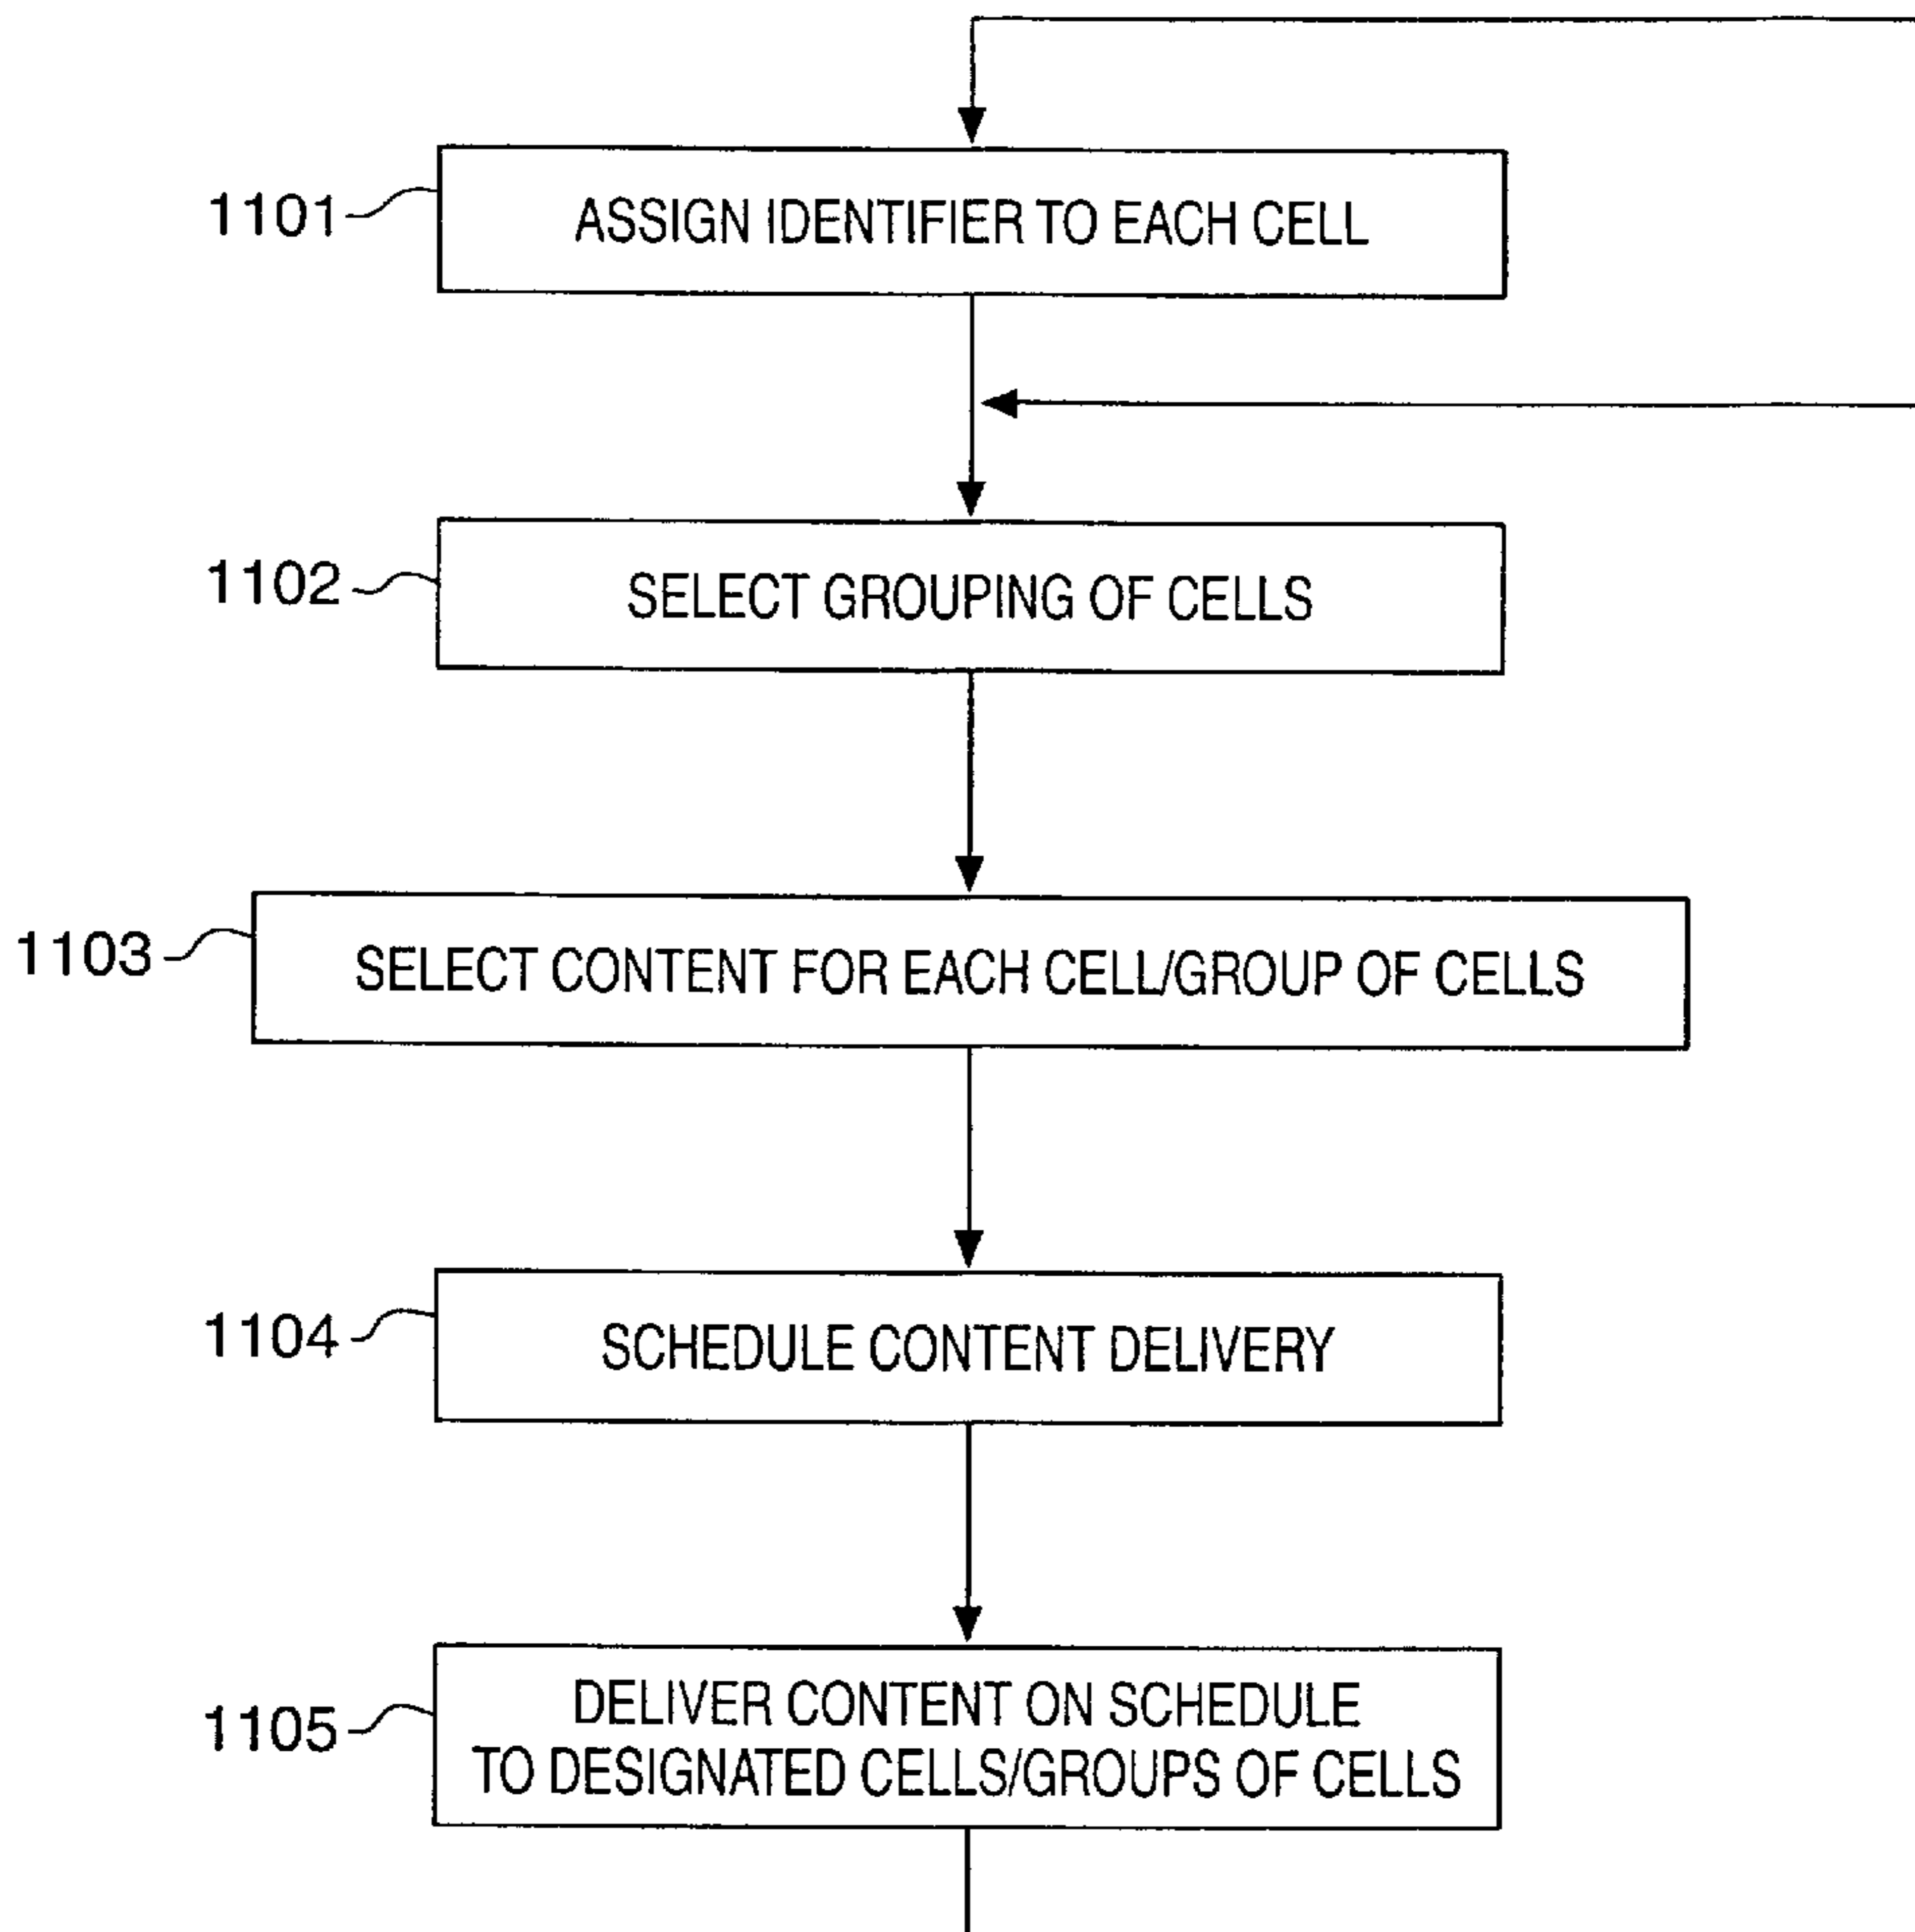 1101
ASSIGN IDENTIFIER TO EACH CELL
1102
SELECT GROUPING OF CELLS
1103
SELECT CONTENT FOR EACH CELL/GROUP OF CELLS
1104
SCHEDULE CONTENT DELIVERY
1105
DELIVER CONTENT ON SCHEDULE
TO DESIGNATED CELLS/GROUPS OF CELLS